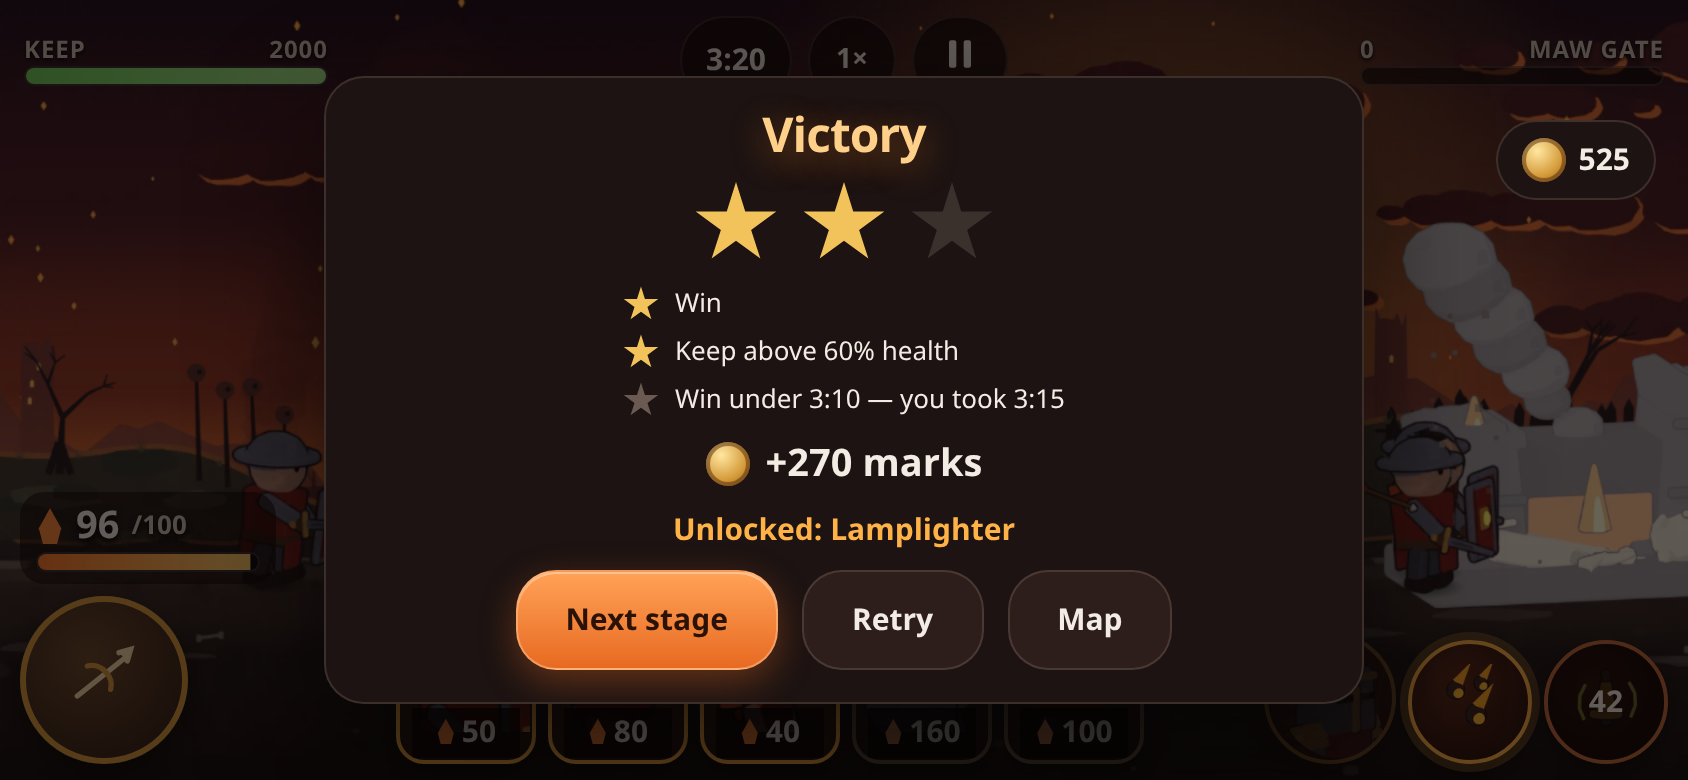 KEEP 2000
3:20 1×
0 MAW GATE
Victory
525
Win
Keep above 60% health
Win under 3:10 — you took 3:15
+270 marks
96 /100
Unlocked: Lamplighter
Next stage Retry Map
50 80 40 160 100 42